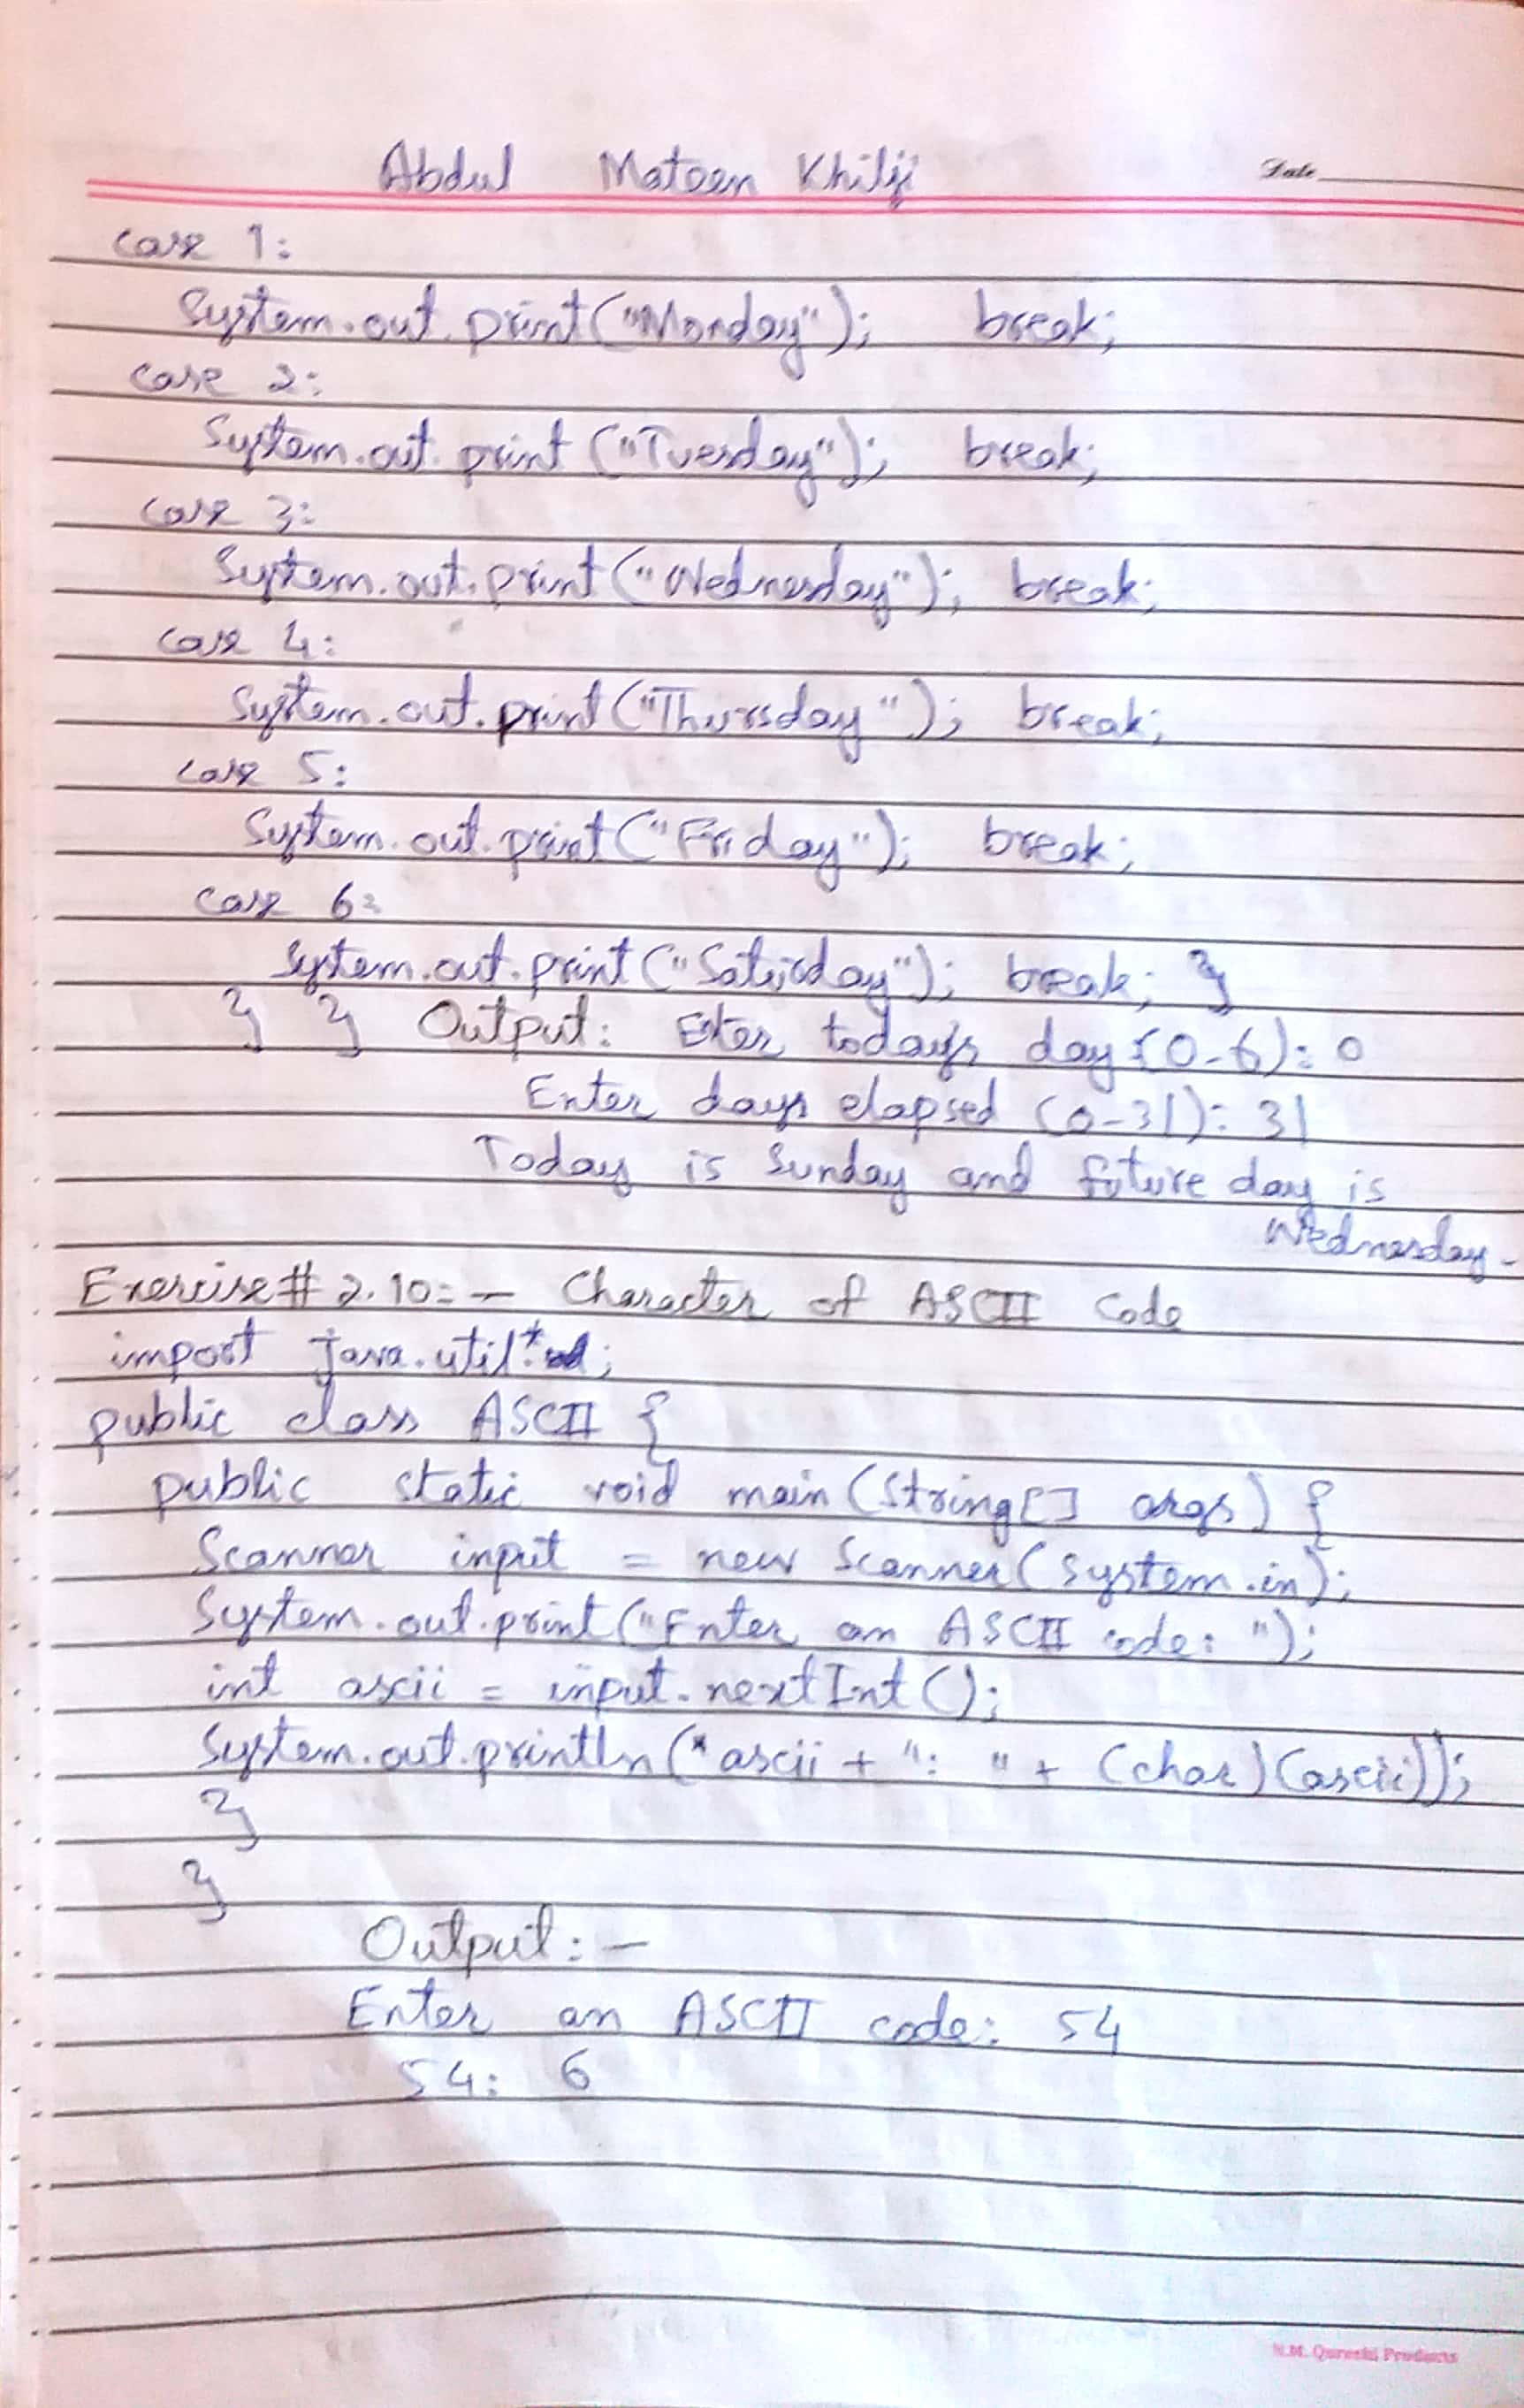 Abdul Mateen Khilji
Date
case 1:
System.out.print("Monday"); break;
case 2:
System.out.print("Tuesday"); break;
case 3:
System.out.print("Wednesday"); break;
case 4:
System.out.print("Thursday"); break;
case 5:
System.out.print("Friday"); break;
case 6:
System.out.print("Saturday"); break; }
} } Output: Enter today's day (0-6): 0
Enter days elapsed (0-31): 31
Today is Sunday and future day is
Wednesday.
Exercise# 2.10:- Character of ASCII Code
import java.util.*;
public class ASCII {
public static void main(String[] args) {
Scanner input = new Scanner(System.in);
System.out.print("Enter an ASCII code: ");
int ascii = input.nextInt();
System.out.println(ascii + ": " + (char)(ascii));
}
}
Output:-
Enter an ASCII code: 54
54: 6
N.M. Qureshi Products